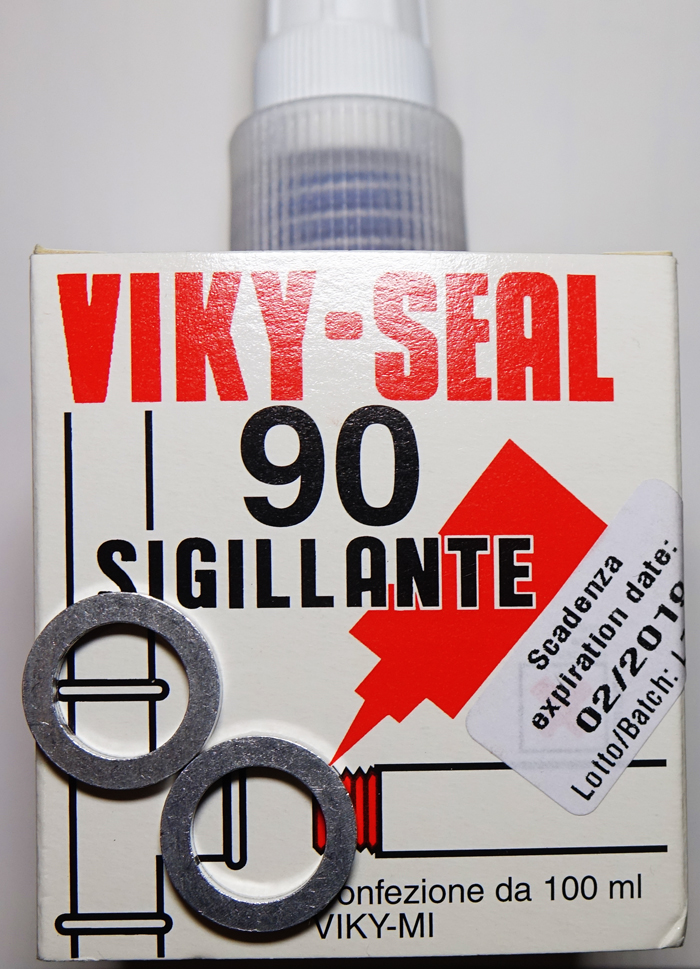 VIKY-SEAL
90
SIGILLANTE
Scadenza
expiration date:
02/2019
Lotto/Batch:
onfezione da 100 ml
VIKY-MI